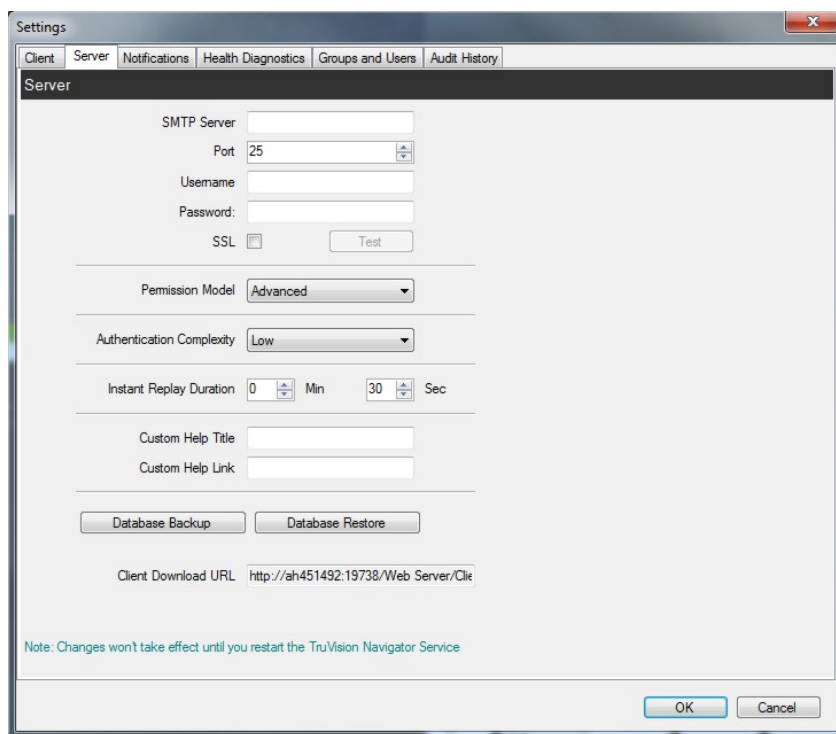 Settings
x
Client Server Notifications Health Diagnostics Groups and Users Audit History
Server
SMTP Server
Port 25
Username
Password:
SSL Test
Permission Model Advanced
Authentication Complexity Low
Instant Replay Duration 0 Min 30 Sec
Custom Help Title
Custom Help Link
Database Backup Database Restore
Client Download URL http://ah451492:19738/Web Server/Clie
Note: Changes won't take effect until you restart the TruVision Navigator Service
OK Cancel